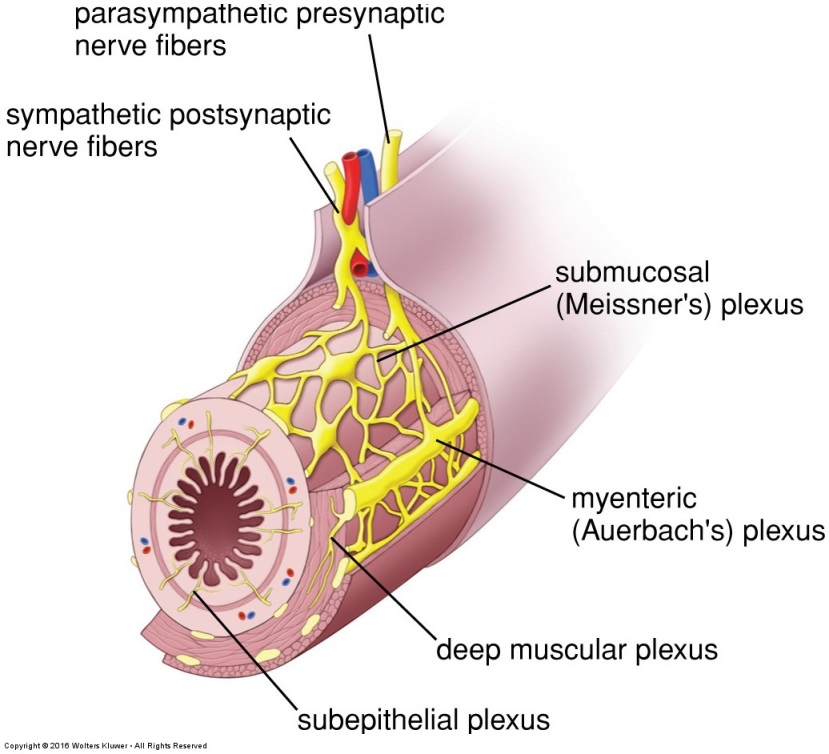 parasympathetic presynaptic
nerve fibers
sympathetic postsynaptic
nerve fibers
submucosal
(Meissner's) plexus
myenteric
(Auerbach's) plexus
deep muscular plexus
subepithelial plexus
Copyright © 2016 Wolters Kluwer • All Rights Reserved